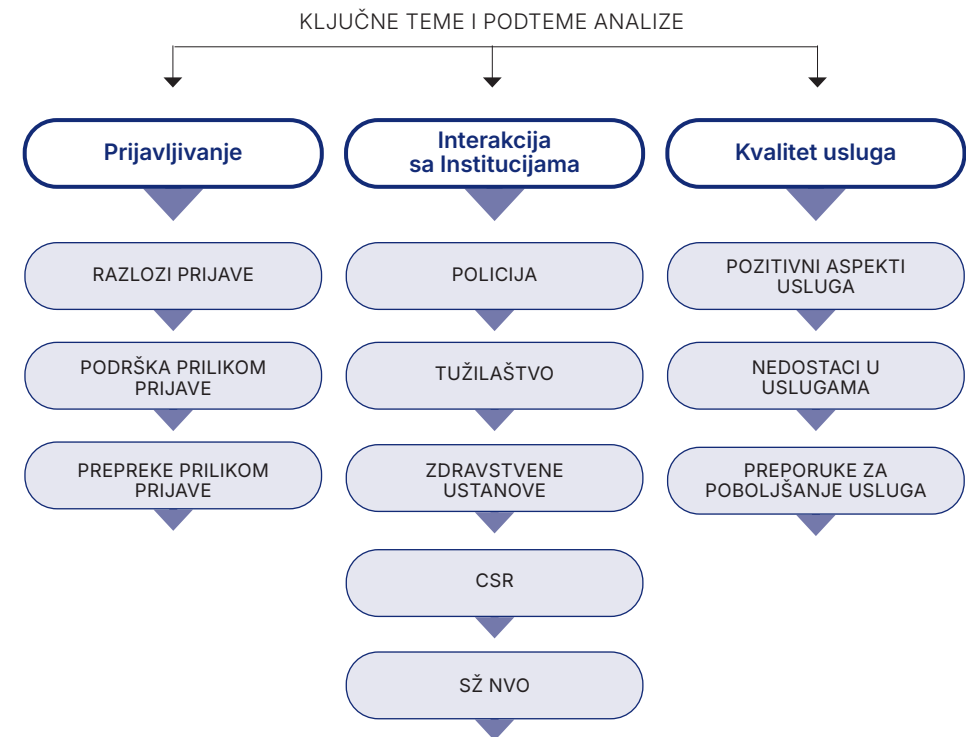 KLJUČNE TEME I PODTEME ANALIZE
Prijavljivanje
RAZLOZI PRIJAVE
PODRŠKA PRILIKOM
PRIJAVE
PREPREKE PRILIKOM
PRIJAVE
Interakcija
sa Institucijama
POLICIJA
TUŽILAŠTVO
ZDRAVSTVENE
USTANOVE
CSR
SŽ NVO
Kvalitet usluga
POZITIVNI ASPEKTI
USLUGA
NEDOSTACI U
USLUGAMA
PREPORUKE ZA
POBOLJŠANJE USLUGA